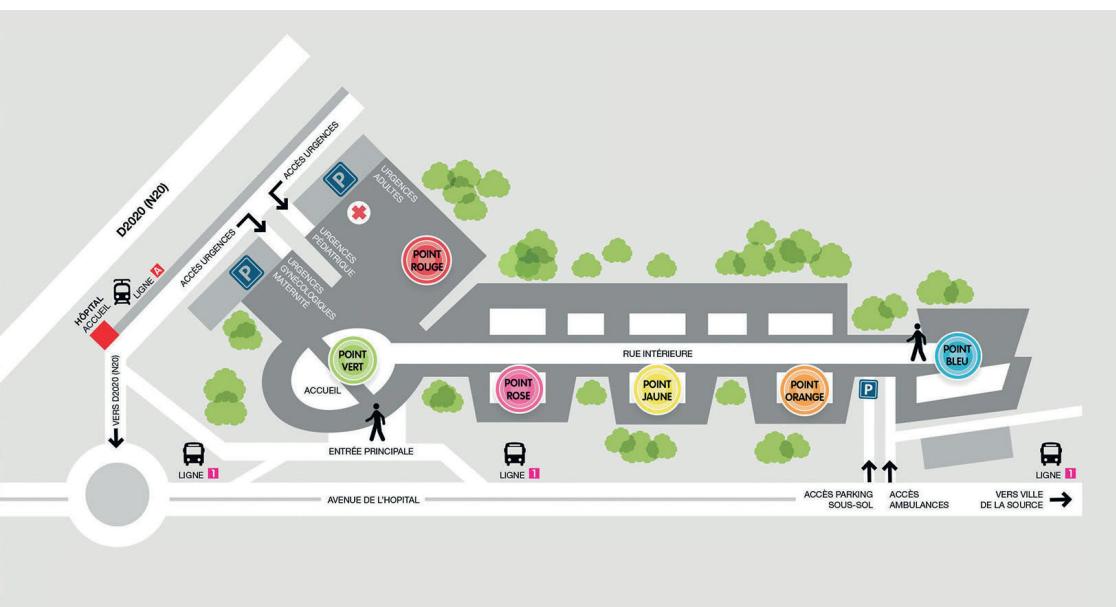 D2020 (N20)
ACCÈS URGENCES
ACCÈS URGENCES
P
P
URGENCES
ADULTES
URGENCES
PÉDIATRIQUE
URGENCES
GYNÉCOLOGIQUES
MATERNITÉ
POINT
ROUGE
HÔPITAL
ACCUEIL
LIGNE A
VERS D2020 (N20)
POINT
VERT
ACCUEIL
RUE INTÉRIEURE
POINT
BLEU
POINT
ROSE
POINT
JAUNE
POINT
ORANGE
P
ENTRÉE PRINCIPALE
LIGNE 1
LIGNE 1
LIGNE 1
AVENUE DE L'HOPITAL
ACCÈS PARKING
SOUS-SOL
ACCÈS
AMBULANCES
VERS VILLE
DE LA SOURCE